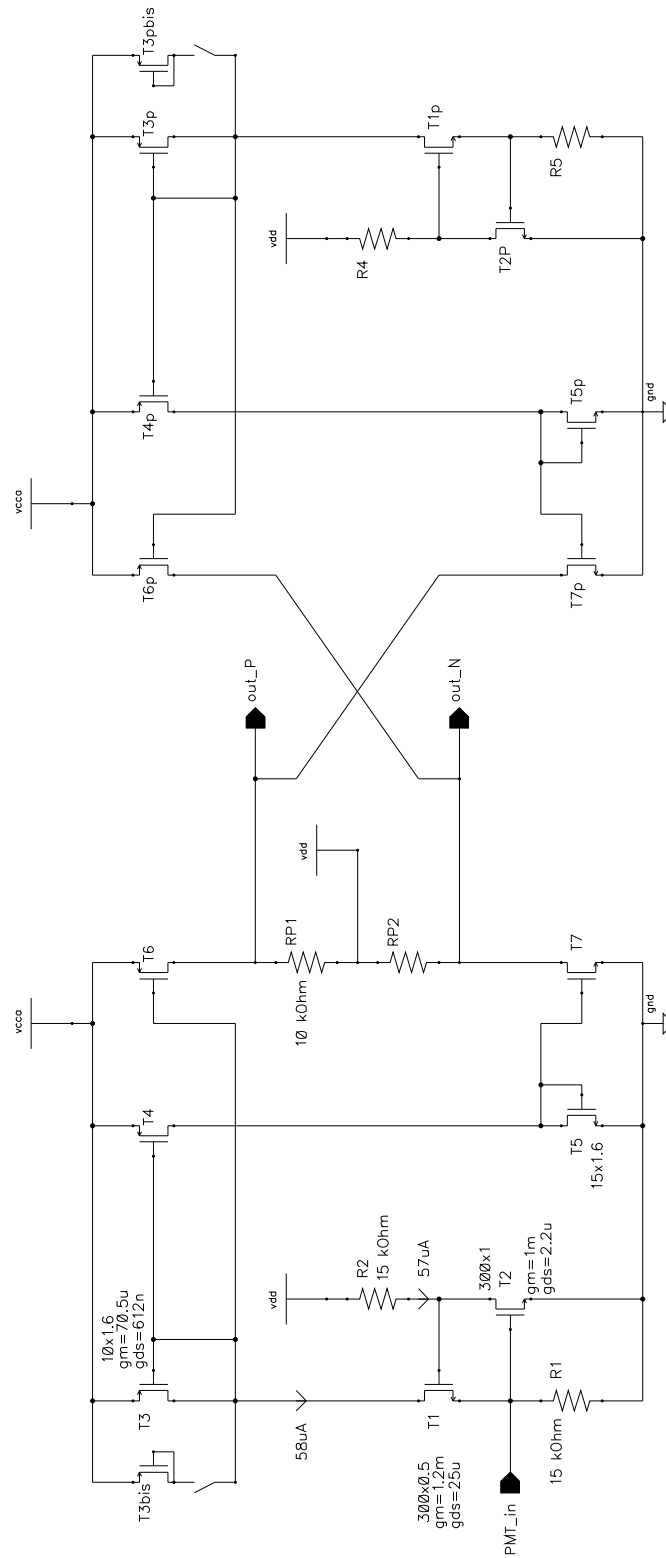 T3pbis
T3p
T1p
R5
vdd
R4
T2P
T4p
T5p
gnd
vcca
T6p
T7p
out_P
out_N
vdd
T6
RP1
10 kOhm
RP2
T7
vcca
gnd
T4
T5
15x1.6
R2
15 kOhm
vdd
57uA
300x1
T2
gm=1m
gds=2.2u
10x1.6
gm=70.5u
gds=612n
T3
58uA
T1
R1
15 kOhm
T3bis
300x0.5
gm=1.2m
gds=25u
PMT_in